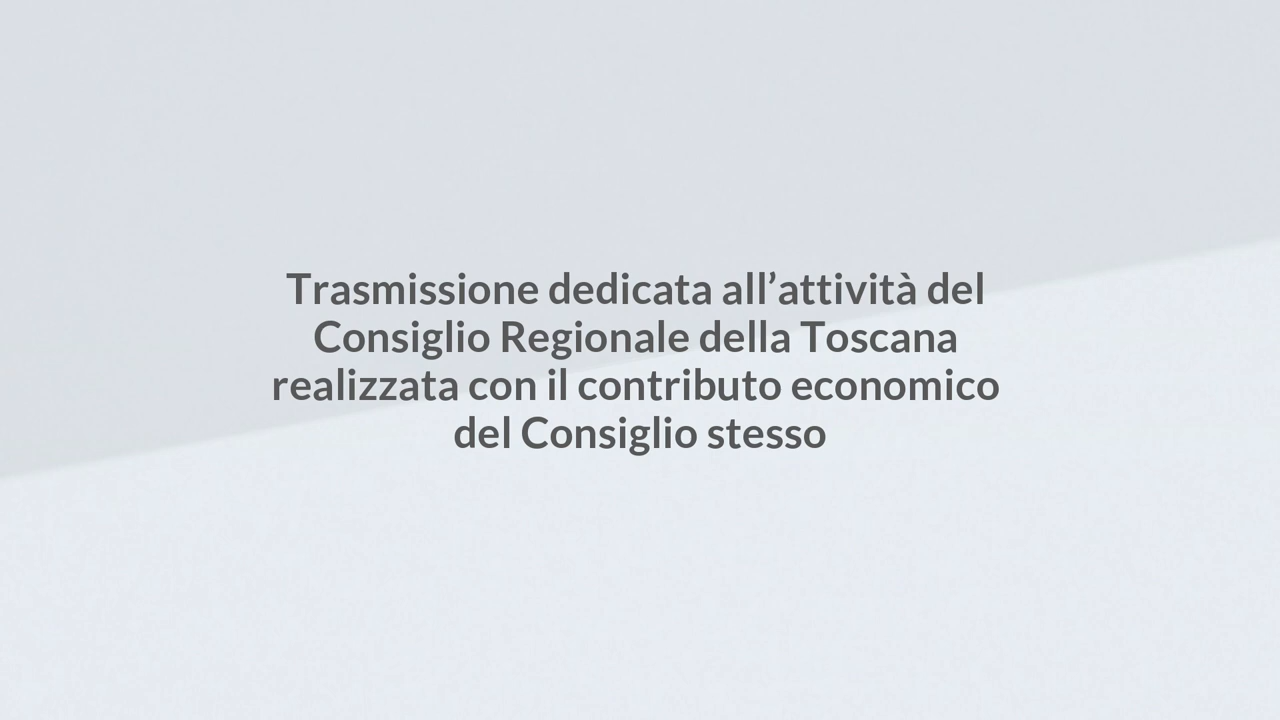 Trasmissione dedicata all’attività del
Consiglio Regionale della Toscana
realizzata con il contributo economico
del Consiglio stesso